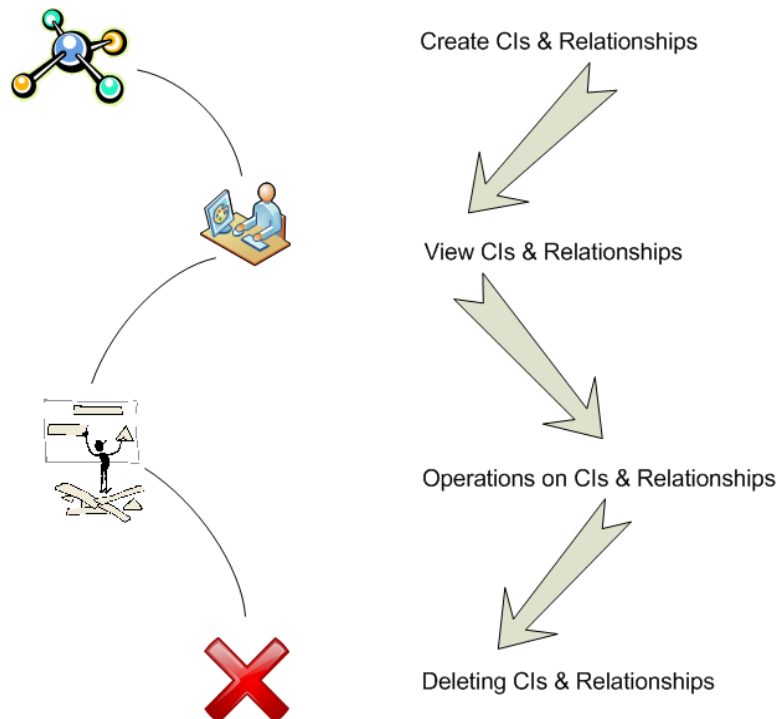 Create CIs & Relationships
View CIs & Relationships
Operations on CIs & Relationships
Deleting CIs & Relationships